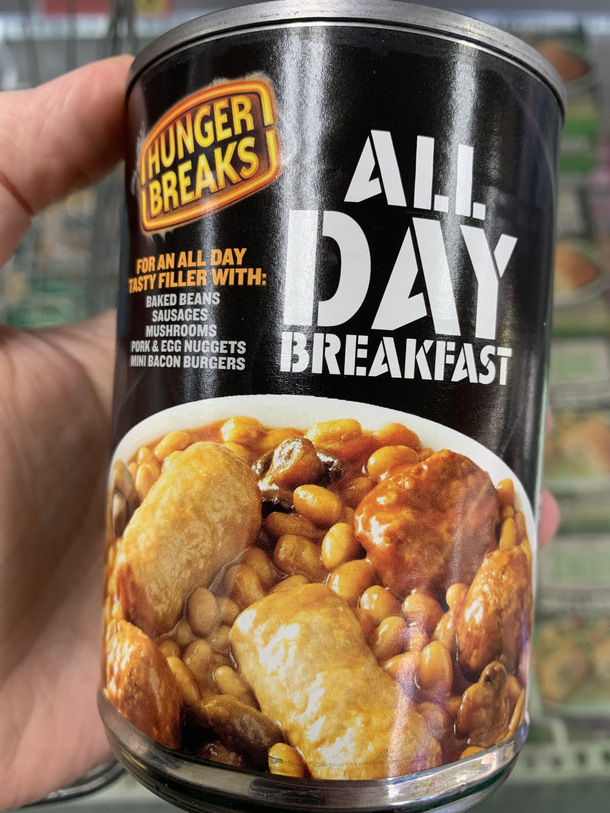 HUNGER
BREAKS
ALL
DAY
BREAKFAST
FOR AN ALL DAY
TASTY FILLER WITH:
BAKED BEANS
SAUSAGES
MUSHROOMS
PORK & EGG NUGGETS
MINI BACON BURGERS